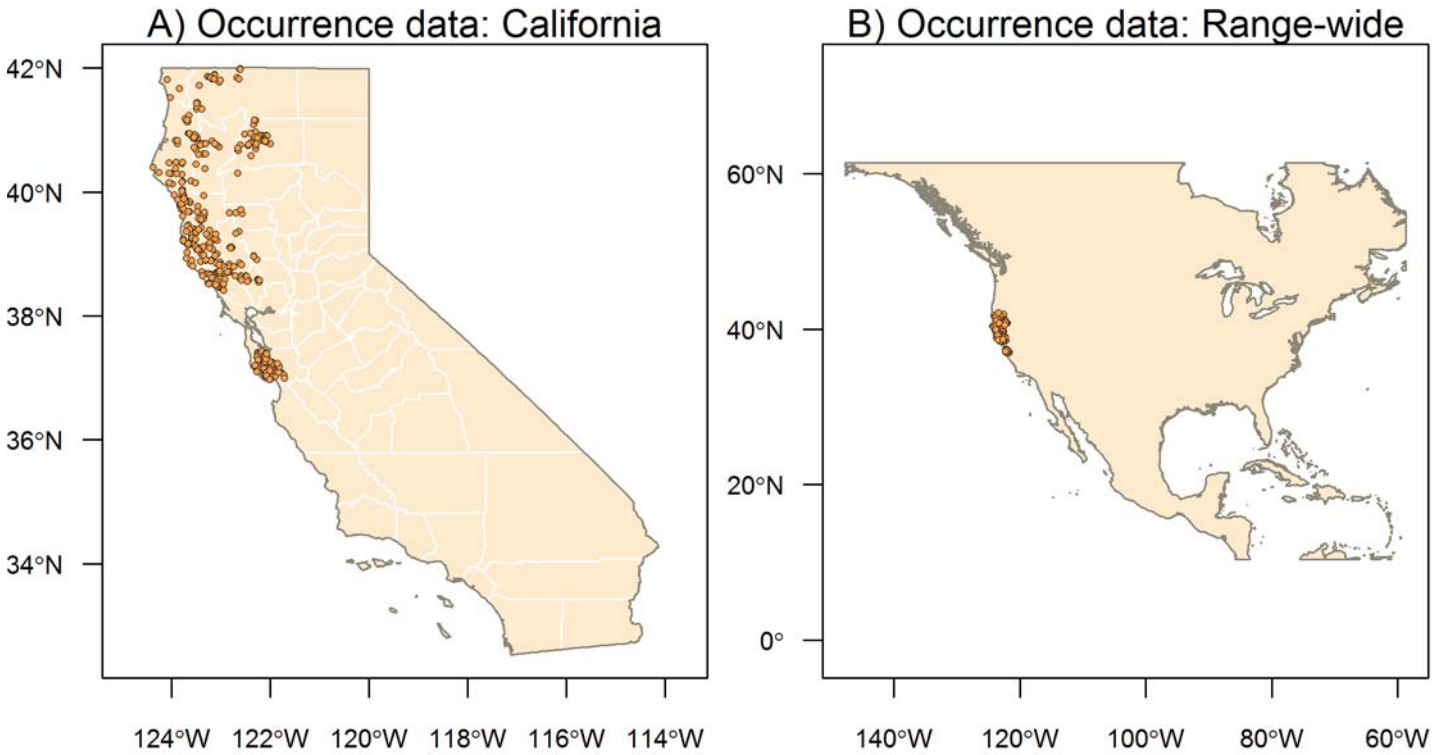 A) Occurrence data: California
42°N
40°N
38°N
36°N
34°N
124°W 122°W 120°W 118°W 116°W 114°W
B) Occurrence data: Range-wide
60°N
40°N
20°N
0°
140°W 120°W 100°W 80°W 60°W